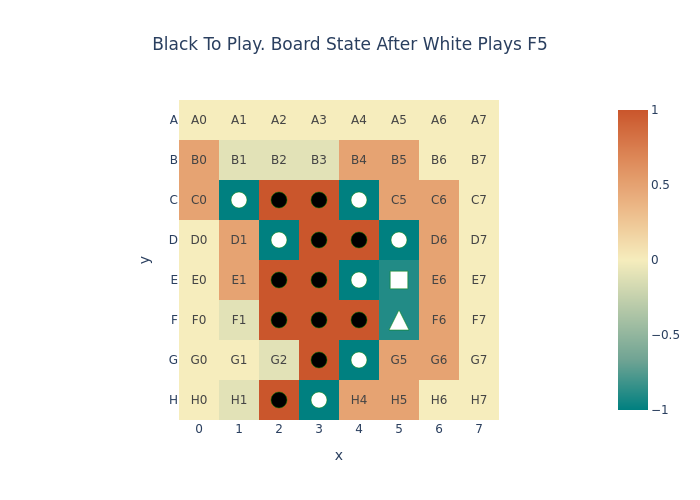 Black To Play. Board State After White Plays F5
A A0 A1 A2 A3 A4 A5 A6 A7
B B0 B1 B2 B3 B4 B5 B6 B7
C C0 C5 C6 C7
D D0 D1 D6 D7
E E0 E1 E6 E7
F F0 F1 F6 F7
G G0 G1 G2 G5 G6 G7
H H0 H1 H4 H5 H6 H7
0 1 2 3 4 5 6 7
x
y
1
0.5
0
−0.5
−1